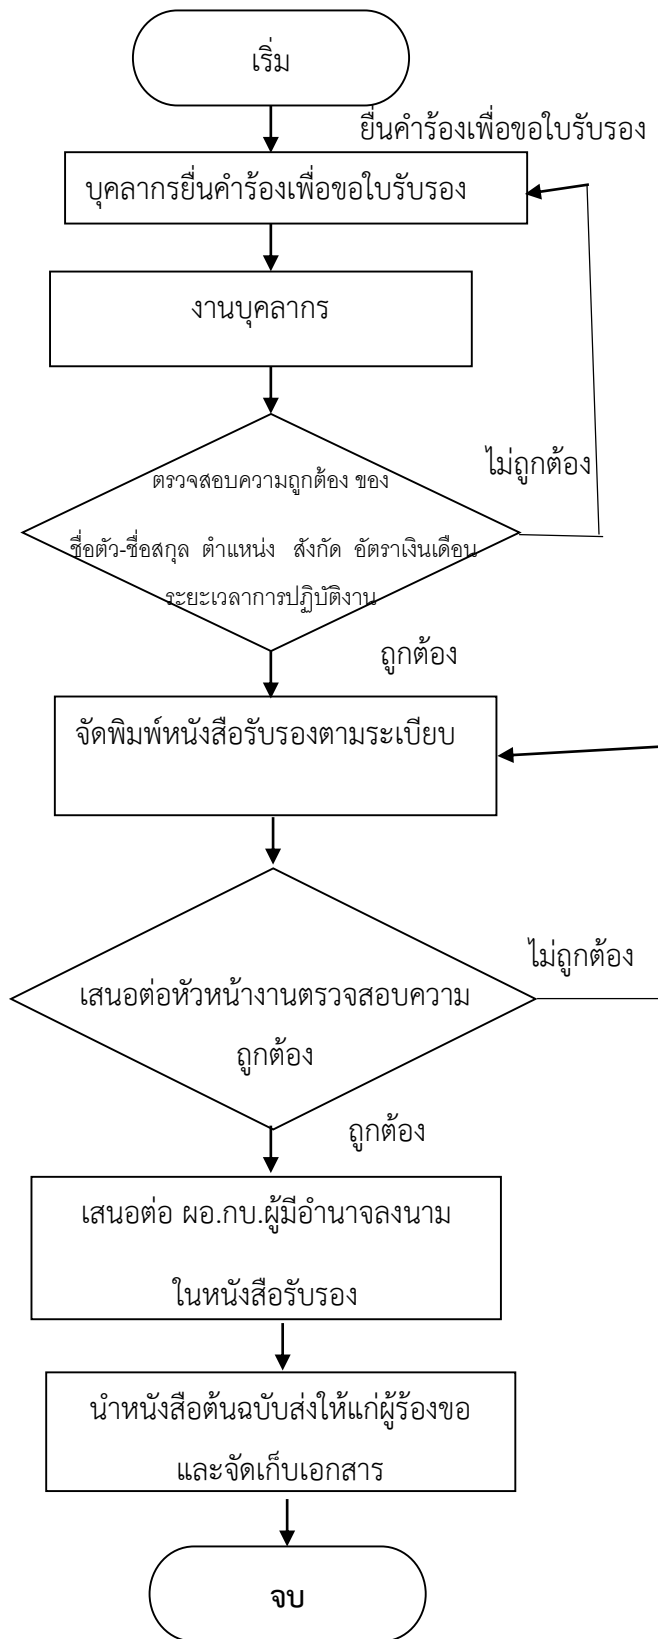 เริ่ม
ยื่นคำร้องเพื่อขอใบรับรอง
บุคลากรยื่นคำร้องเพื่อขอใบรับรอง
งานบุคลากร
ไม่ถูกต้อง
ตรวจสอบความถูกต้อง ของ
ชื่อตัว-ชื่อสกุล ตำแหน่ง สังกัด อัตราเงินเดือน
ระยะเวลาการปฏิบัติงาน
ถูกต้อง
จัดพิมพ์หนังสือรับรองตามระเบียบ
ไม่ถูกต้อง
เสนอต่อหัวหน้างานตรวจสอบความ
ถูกต้อง
ถูกต้อง
เสนอต่อ ผอ.กบ.ผู้มีอำนาจลงนาม
ในหนังสือรับรอง
นำหนังสือต้นฉบับส่งให้แก่ผู้ร้องขอ
และจัดเก็บเอกสาร
จบ